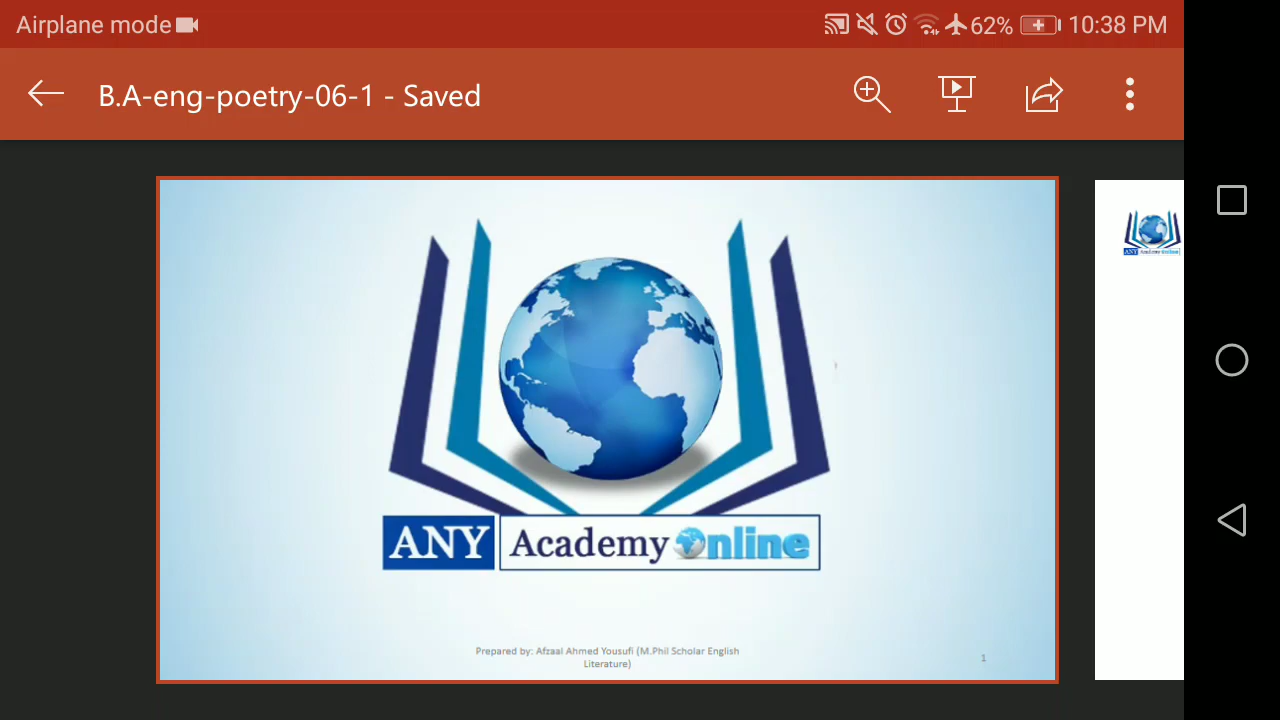 Airplane mode 62% 10:38 PM
B.A-eng-poetry-06-1 - Saved
ANY Academy Online
Prepared by: Afzaal Ahmed Yousufi (M.Phil Scholar English
Literature)
1